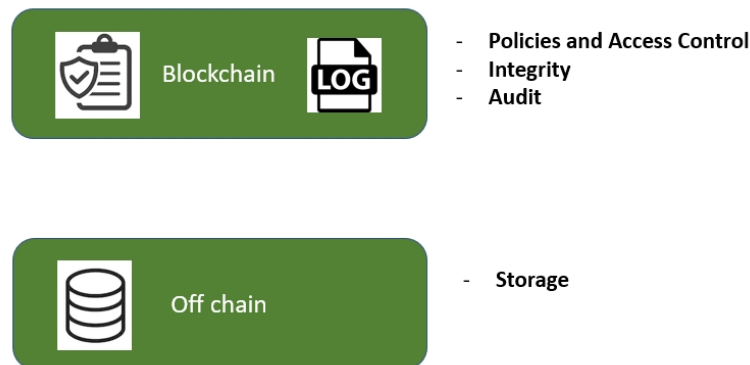 Blockchain
LOG
- Policies and Access Control
- Integrity
- Audit
Off chain
- Storage